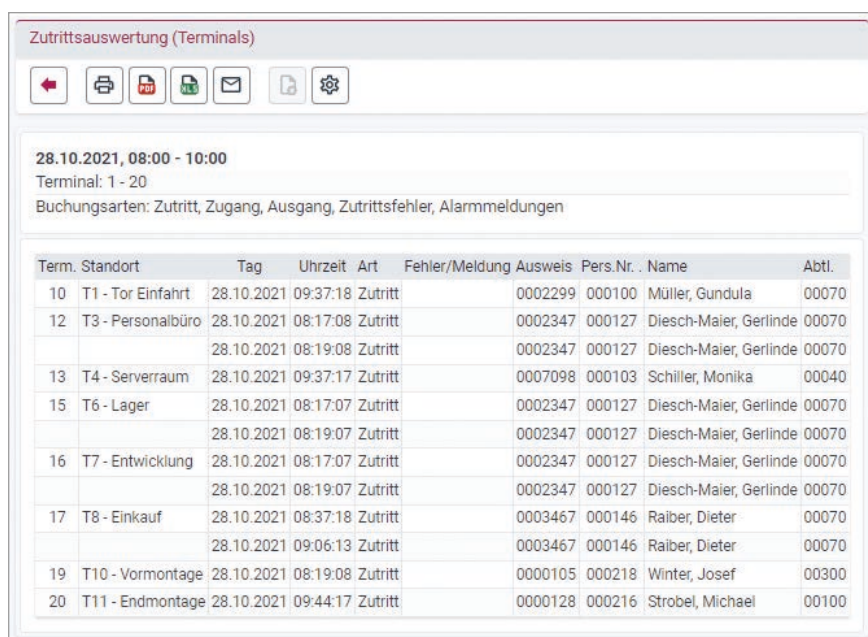 Zutrittsauswertung (Terminals)
PDF XLS
28.10.2021, 08:00 - 10:00
Terminal: 1 - 20
Buchungsarten: Zutritt, Zugang, Ausgang, Zutrittsfehler, Alarmmeldungen
Term. Standort Tag Uhrzeit Art Fehler/Meldung Ausweis Pers.Nr. . Name Abtl.
10 T1 - Tor Einfahrt 28.10.2021 09:37:18 Zutritt 0002299 000100 Müller, Gundula 00070
12 T3 - Personalbüro 28.10.2021 08:17:08 Zutritt 0002347 000127 Diesch-Maier, Gerlinde 00070
28.10.2021 08:19:08 Zutritt 0002347 000127 Diesch-Maier, Gerlinde 00070
13 T4 - Serverraum 28.10.2021 09:37:17 Zutritt 0007098 000103 Schiller, Monika 00040
15 T6 - Lager 28.10.2021 08:17:07 Zutritt 0002347 000127 Diesch-Maier, Gerlinde 00070
28.10.2021 08:19:07 Zutritt 0002347 000127 Diesch-Maier, Gerlinde 00070
16 T7 - Entwicklung 28.10.2021 08:17:07 Zutritt 0002347 000127 Diesch-Maier, Gerlinde 00070
28.10.2021 08:19:07 Zutritt 0002347 000127 Diesch-Maier, Gerlinde 00070
17 T8 - Einkauf 28.10.2021 08:37:18 Zutritt 0003467 000146 Raiber, Dieter 00070
28.10.2021 09:06:13 Zutritt 0003467 000146 Raiber, Dieter 00070
19 T10 - Vormontage 28.10.2021 08:19:08 Zutritt 0000105 000218 Winter, Josef 00300
20 T11 - Endmontage 28.10.2021 09:44:17 Zutritt 0000128 000216 Strobel, Michael 00100